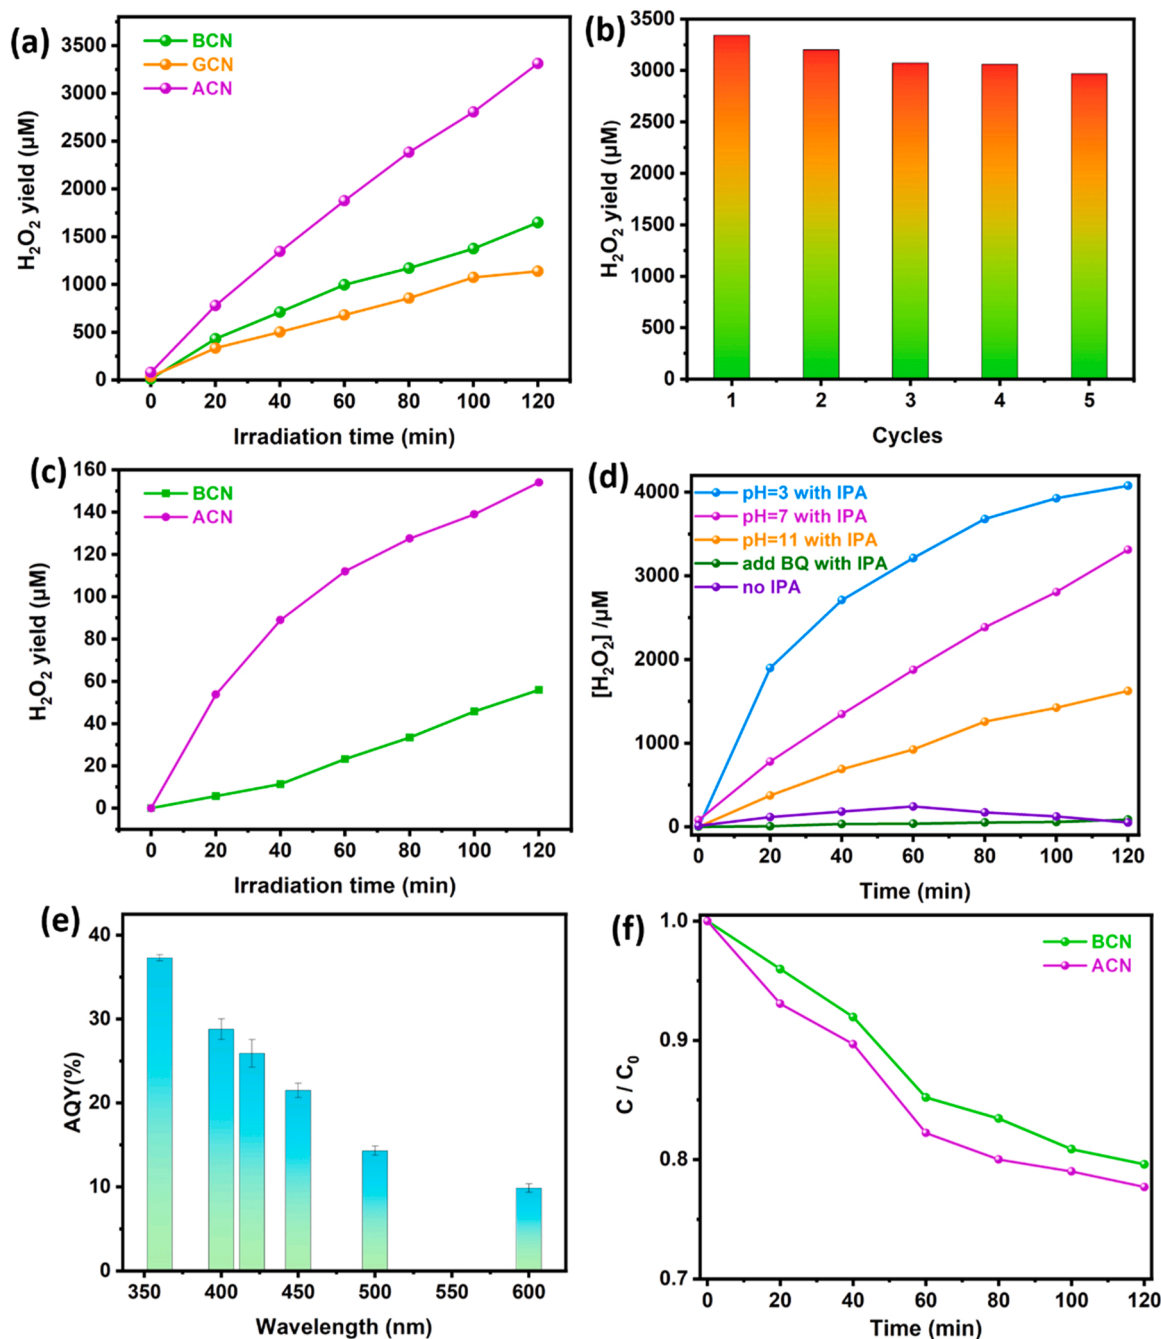 (a)
BCN
GCN
ACN
H₂O₂ yield (μM)
3500
3000
2500
2000
1500
1000
500
0
0 20 40 60 80 100 120
Irradiation time (min)
(b)
H₂O₂ yield (μM)
3500
3000
2500
2000
1500
1000
500
0
1 2 3 4 5
Cycles
(c)
BCN
ACN
H₂O₂ yield (μM)
160
140
120
100
80
60
40
20
0
0 20 40 60 80 100 120
Irradiation time (min)
(d)
pH=3 with IPA
pH=7 with IPA
pH=11 with IPA
add BQ with IPA
no IPA
[H₂O₂] /μM
4000
3000
2000
1000
0
0 20 40 60 80 100 120
Time (min)
(e)
AQY(%)
40
30
20
10
0
350 400 450 500 550 600
Wavelength (nm)
(f)
BCN
ACN
C / C₀
1.0
0.9
0.8
0.7
0 20 40 60 80 100 120
Time (min)